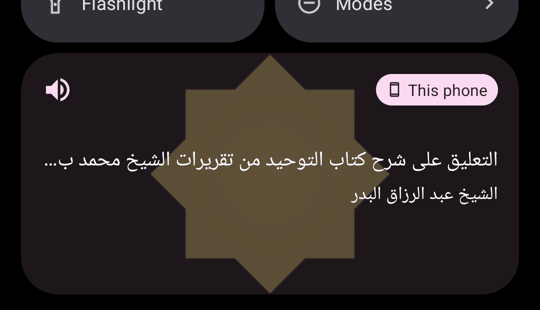 Flashlight
Modes
This phone
التعليق على شرح كتاب التوحيد من تقريرات الشيخ محمد ب...
الشيخ عبد الرزاق البدر